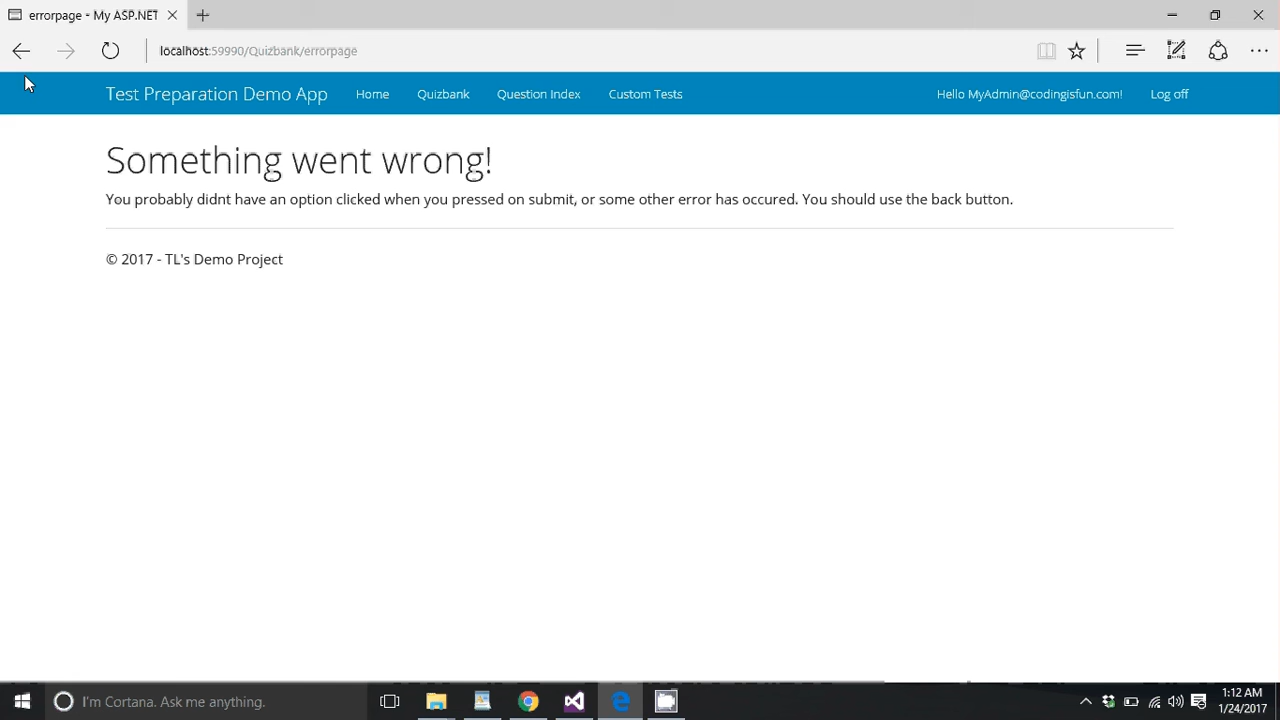 errorpage - My ASP.NET
localhost:59990/Quizbank/errorpage
Test Preparation Demo App Home Quizbank Question Index Custom Tests Hello MyAdmin@codingisfun.com! Log off
Something went wrong!
You probably didnt have an option clicked when you pressed on submit, or some other error has occured. You should use the back button.
© 2017 - TL's Demo Project
I'm Cortana. Ask me anything.
1:12 AM
1/24/2017